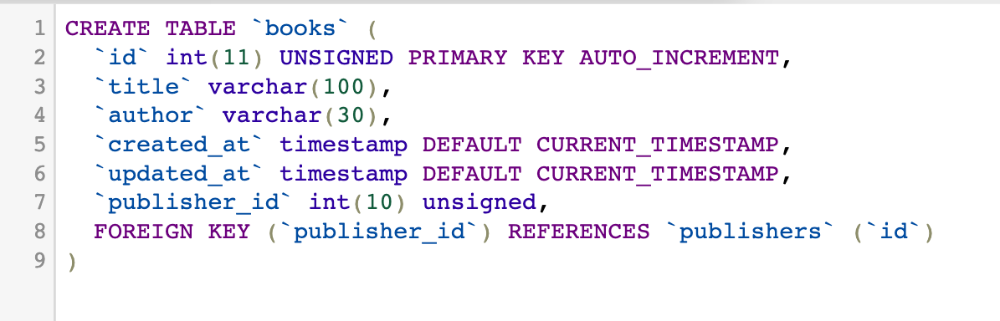 1 CREATE TABLE `books` (
2   `id` int(11) UNSIGNED PRIMARY KEY AUTO_INCREMENT,
3   `title` varchar(100),
4   `author` varchar(30),
5   `created_at` timestamp DEFAULT CURRENT_TIMESTAMP,
6   `updated_at` timestamp DEFAULT CURRENT_TIMESTAMP,
7   `publisher_id` int(10) unsigned,
8   FOREIGN KEY (`publisher_id`) REFERENCES `publishers` (`id`)
9 )